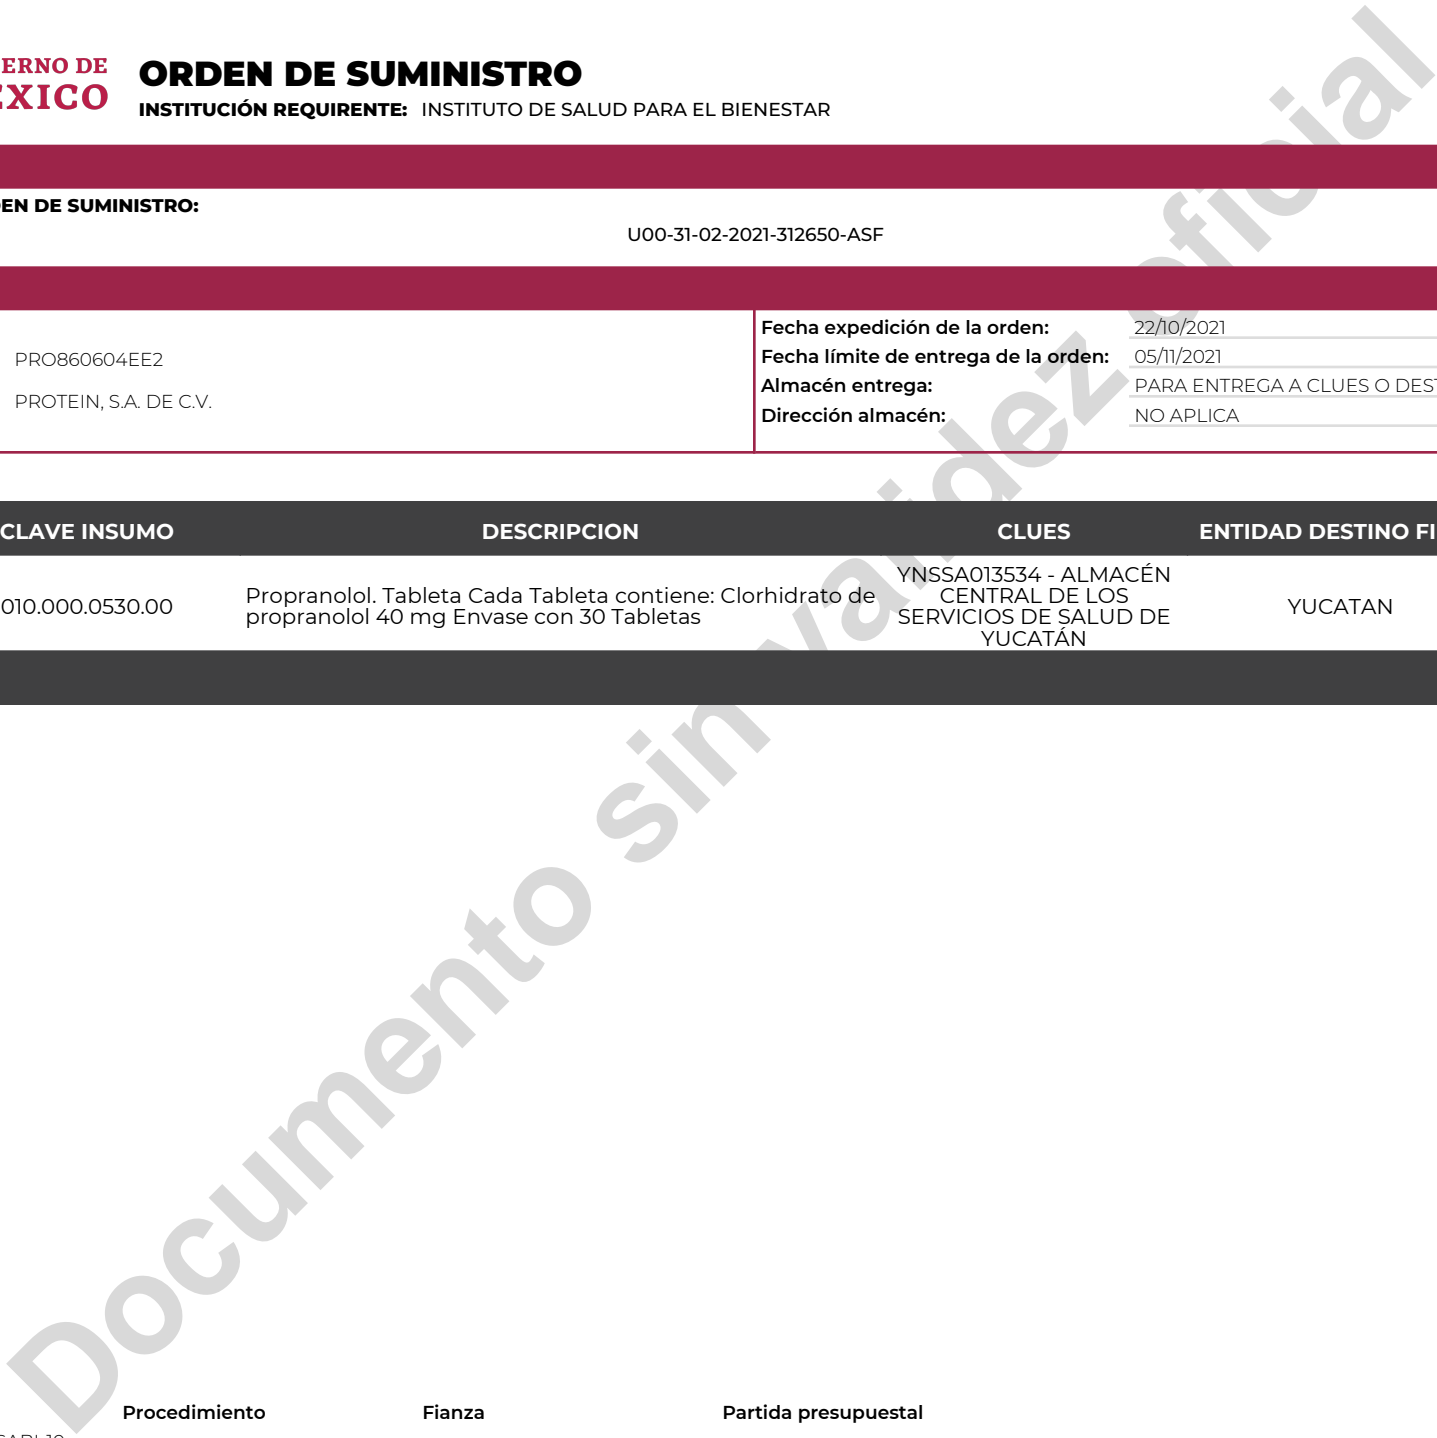 ERNO DE
EXICO
ORDEN DE SUMINISTRO
INSTITUCIÓN REQUIRENTE: INSTITUTO DE SALUD PARA EL BIENESTAR
EN DE SUMINISTRO:
U00-31-02-2021-312650-ASF
PRO860604EE2
PROTEIN, S.A. DE C.V.
Fecha expedición de la orden: 22/10/2021
Fecha límite de entrega de la orden: 05/11/2021
Almacén entrega: PARA ENTREGA A CLUES O DEST
Dirección almacén: NO APLICA
CLAVE INSUMO DESCRIPCION CLUES ENTIDAD DESTINO FI
010.000.0530.00
Propranolol. Tableta Cada Tableta contiene: Clorhidrato de
propranolol 40 mg Envase con 30 Tabletas
YNSSA013534 - ALMACÉN
CENTRAL DE LOS
SERVICIOS DE SALUD DE
YUCATÁN
YUCATAN
Documento sin validez oficial
Procedimiento Fianza Partida presupuestal